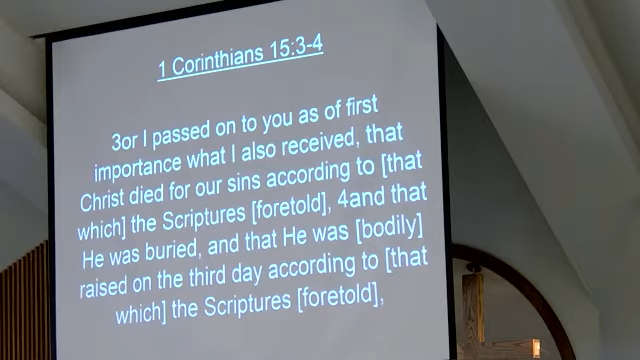 1 Corinthians 15:3-4
3or I passed on to you as of first
importance what I also received, that
Christ died for our sins according to [that
which] the Scriptures [foretold], 4and that
He was buried, and that He was [bodily]
raised on the third day according to [that
which] the Scriptures [foretold],